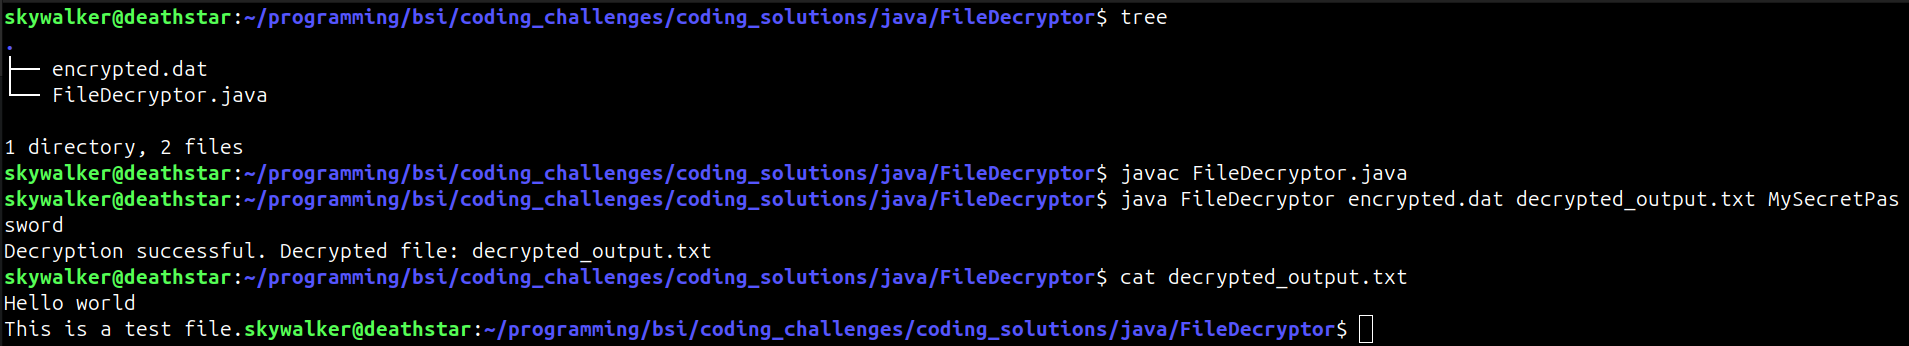 skywalker@deathstar:~/programming/bsi/coding_challenges/coding_solutions/java/FileDecryptor$ tree
.
├── encrypted.dat
└── FileDecryptor.java
1 directory, 2 files
skywalker@deathstar:~/programming/bsi/coding_challenges/coding_solutions/java/FileDecryptor$ javac FileDecryptor.java
skywalker@deathstar:~/programming/bsi/coding_challenges/coding_solutions/java/FileDecryptor$ java FileDecryptor encrypted.dat decrypted_output.txt MySecretPas
sword
Decryption successful. Decrypted file: decrypted_output.txt
skywalker@deathstar:~/programming/bsi/coding_challenges/coding_solutions/java/FileDecryptor$ cat decrypted_output.txt
Hello world
This is a test file.skywalker@deathstar:~/programming/bsi/coding_challenges/coding_solutions/java/FileDecryptor$